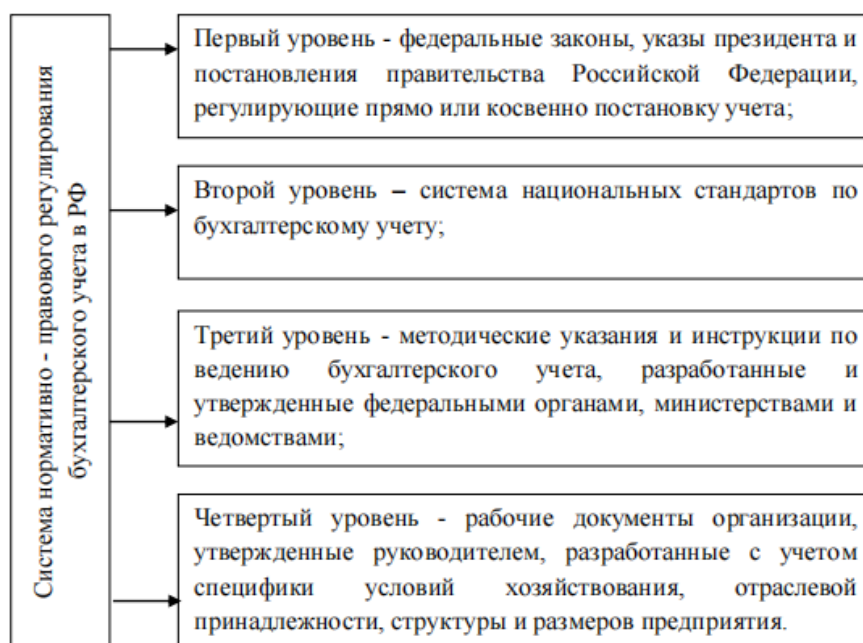 Система нормативно - правового регулирования
бухгалтерского учета в РФ
Первый уровень - федеральные законы, указы президента и
постановления правительства Российской Федерации,
регулирующие прямо или косвенно постановку учета;
Второй уровень – система национальных стандартов по
бухгалтерскому учету;
Третий уровень - методические указания и инструкции по
ведению бухгалтерского учета, разработанные и
утвержденные федеральными органами, министерствами и
ведомствами;
Четвертый уровень - рабочие документы организации,
утвержденные руководителем, разработанные с учетом
специфики условий хозяйствования, отраслевой
принадлежности, структуры и размеров предприятия.